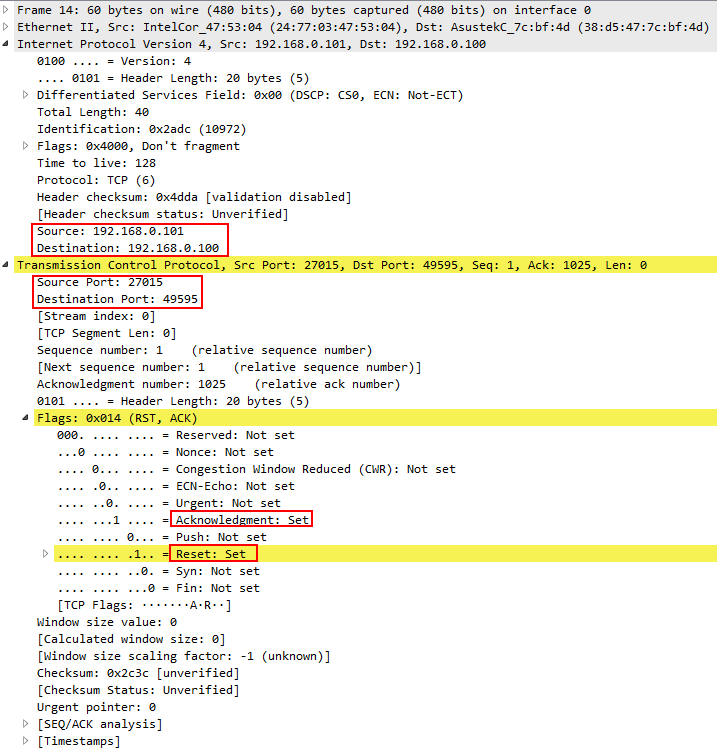 Frame 14: 60 bytes on wire (480 bits), 60 bytes captured (480 bits) on interface 0
Ethernet II, Src: IntelCor_47:53:04 (24:77:03:47:53:04), Dst: AsustekC_7c:bf:4d (38:d5:47:7c:bf:4d)
Internet Protocol Version 4, Src: 192.168.0.101, Dst: 192.168.0.100
0100 .... = Version: 4
.... 0101 = Header Length: 20 bytes (5)
Differentiated Services Field: 0x00 (DSCP: CS0, ECN: Not-ECT)
Total Length: 40
Identification: 0x2adc (10972)
Flags: 0x4000, Don't fragment
Time to live: 128
Protocol: TCP (6)
Header checksum: 0x4dda [validation disabled]
[Header checksum status: Unverified]
Source: 192.168.0.101
Destination: 192.168.0.100
Transmission Control Protocol, Src Port: 27015, Dst Port: 49595, Seq: 1, Ack: 1025, Len: 0
Source Port: 27015
Destination Port: 49595
[Stream index: 0]
[TCP Segment Len: 0]
Sequence number: 1    (relative sequence number)
[Next sequence number: 1    (relative sequence number)]
Acknowledgment number: 1025    (relative ack number)
0101 .... = Header Length: 20 bytes (5)
Flags: 0x014 (RST, ACK)
000. .... .... = Reserved: Not set
...0 .... .... = Nonce: Not set
.... 0... .... = Congestion Window Reduced (CWR): Not set
.... .0.. .... = ECN-Echo: Not set
.... ..0. .... = Urgent: Not set
.... ...1 .... = Acknowledgment: Set
.... .... 0... = Push: Not set
.... .... .1.. = Reset: Set
.... .... ..0. = Syn: Not set
.... .... ...0 = Fin: Not set
[TCP Flags: ·······A·R··]
Window size value: 0
[Calculated window size: 0]
[Window size scaling factor: -1 (unknown)]
Checksum: 0x2c3c [unverified]
[Checksum Status: Unverified]
Urgent pointer: 0
[SEQ/ACK analysis]
[Timestamps]